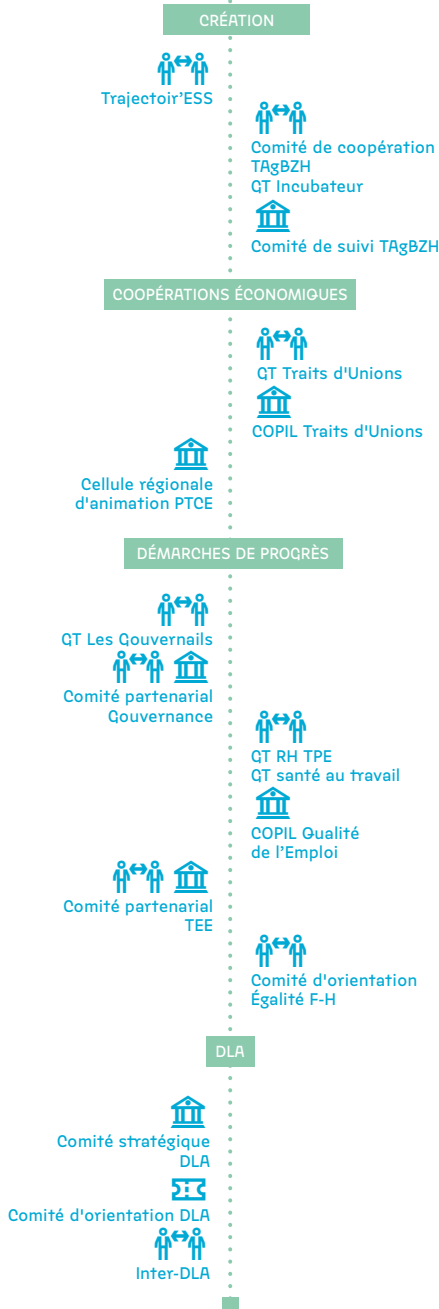 CRÉATION
Trajectoir'ESS
Comité de coopération
TAgBZH
GT Incubateur
Comité de suivi TAgBZH
COOPÉRATIONS ÉCONOMIQUES
GT Traits d'Unions
COPIL Traits d'Unions
Cellule régionale
d'animation PTCE
DÉMARCHES DE PROGRÈS
GT Les Gouvernails
Comité partenarial
Gouvernance
GT RH TPE
GT santé au travail
COPIL Qualité
de l'Emploi
Comité partenarial
TEE
Comité d'orientation
Égalité F-H
DLA
Comité stratégique
DLA
Comité d'orientation DLA
Inter-DLA